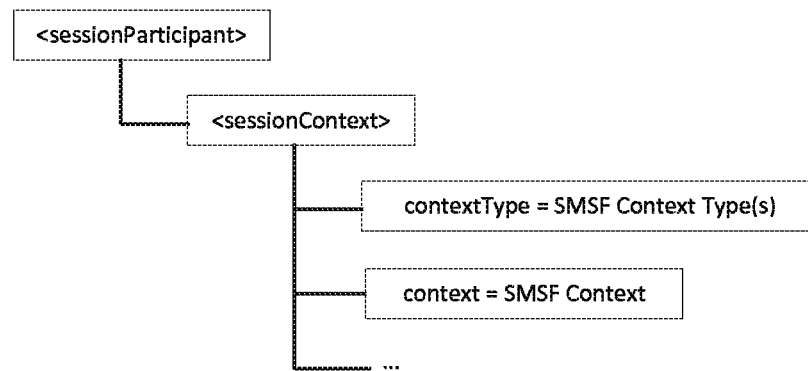 <sessionParticipant>
<sessionContext>
contextType = SMSF Context Type(s)
context = SMSF Context
...